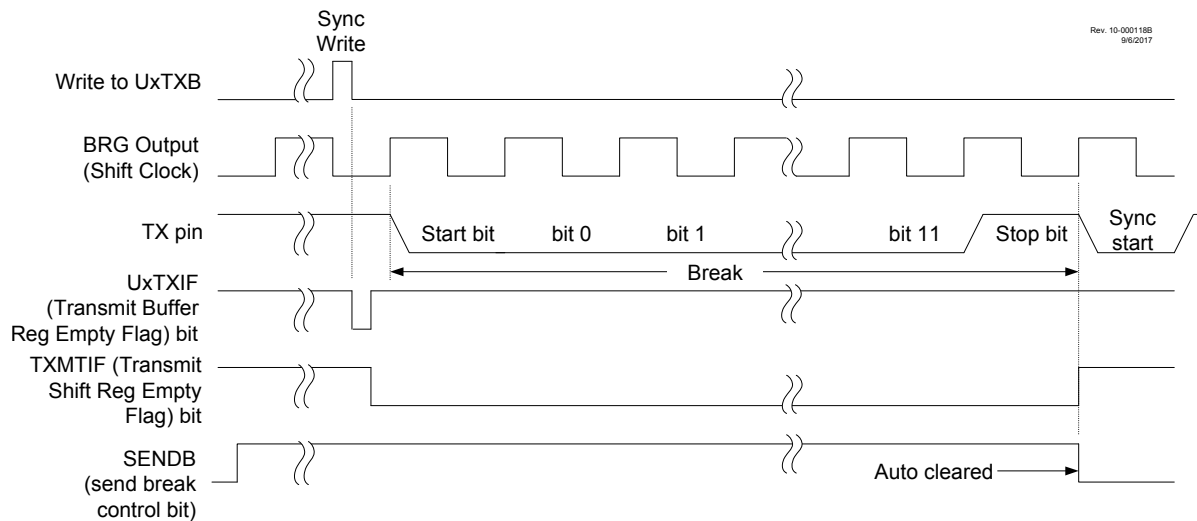 Sync
Write
Rev. 10-000118B
9/6/2017
Write to UxTXB
BRG Output
(Shift Clock)
TX pin
Start bit
bit 0
bit 1
bit 11
Stop bit
Sync
start
Break
UxTXIF
(Transmit Buffer
Reg Empty Flag) bit
TXMTIF (Transmit
Shift Reg Empty
Flag) bit
SENDB
(send break
control bit)
Auto cleared